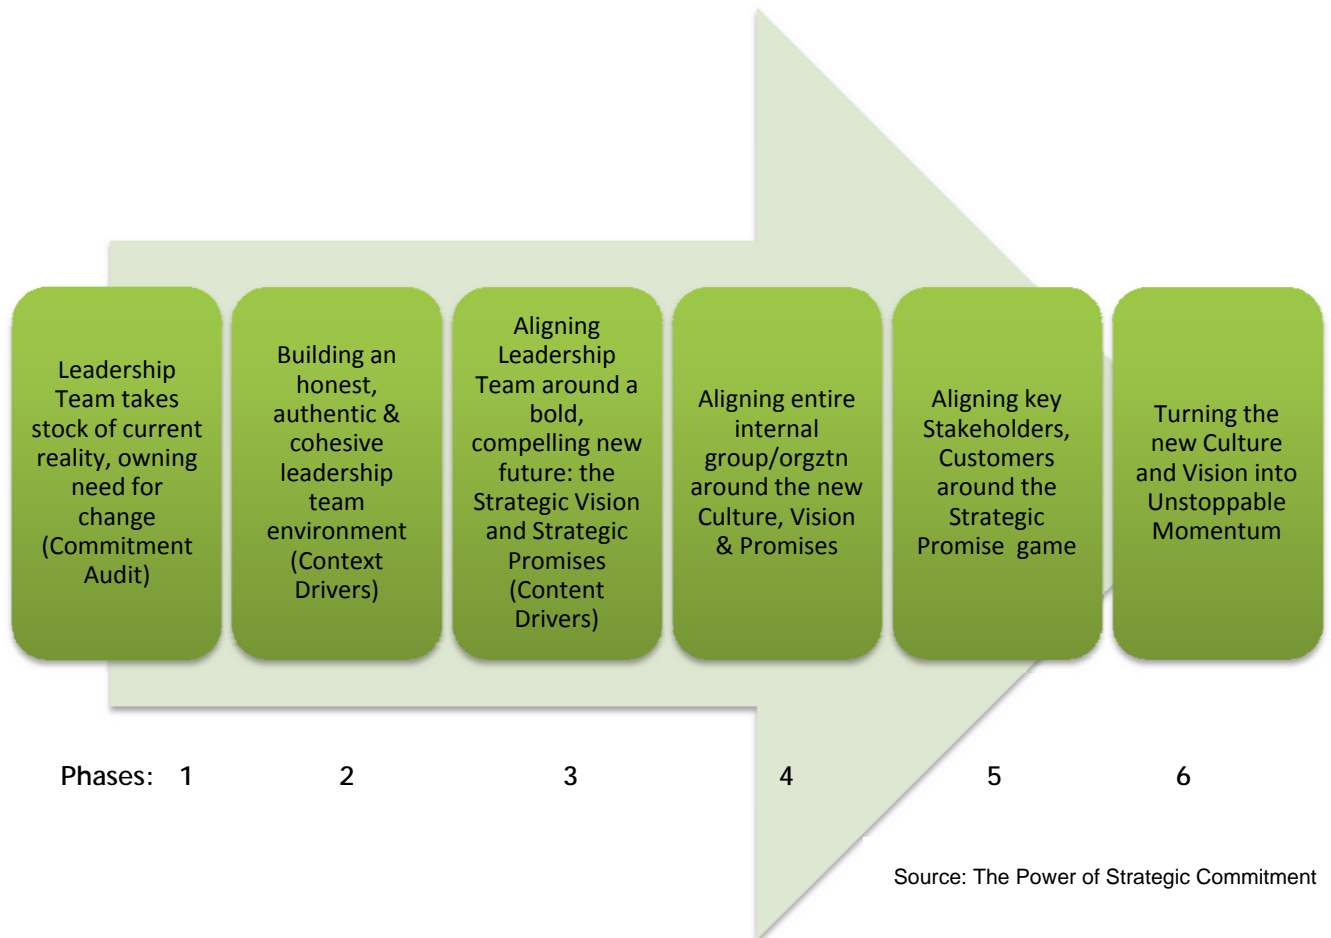 Leadership
Team takes
stock of current
reality, owning
need for
change
(Commitment
Audit)
Building an
honest,
authentic &
cohesive
leadership
team
environment
(Context
Drivers)
Aligning
Leadership
Team around a
bold,
compelling new
future: the
Strategic Vision
and Strategic
Promises
(Content
Drivers)
Aligning entire
internal
group/orgztn
around the new
Culture, Vision
& Promises
Aligning key
Stakeholders,
Customers
around the
Strategic
Promise game
Turning the
new Culture
and Vision into
Unstoppable
Momentum
Phases: 1 2 3 4 5 6
Source: The Power of Strategic Commitment